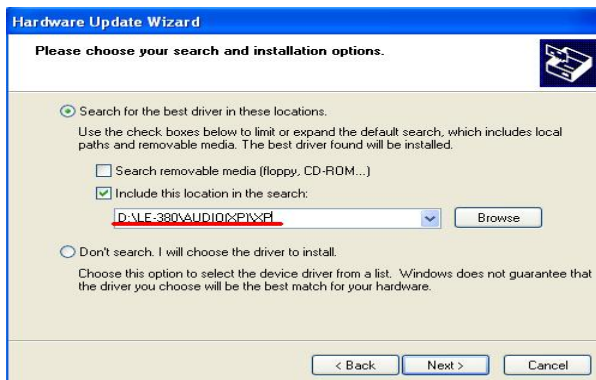 Hardware Update Wizard
Please choose your search and installation options.
Search for the best driver in these locations.
Use the check boxes below to limit or expand the default search, which includes local
paths and removable media. The best driver found will be installed.
Search removable media (floppy, CD-ROM...)
Include this location in the search:
D:\LE-380\AUDIO(XP)\XP
Browse
Don't search. I will choose the driver to install.
Choose this option to select the device driver from a list. Windows does not guarantee that
the driver you choose will be the best match for your hardware.
< Back
Next >
Cancel